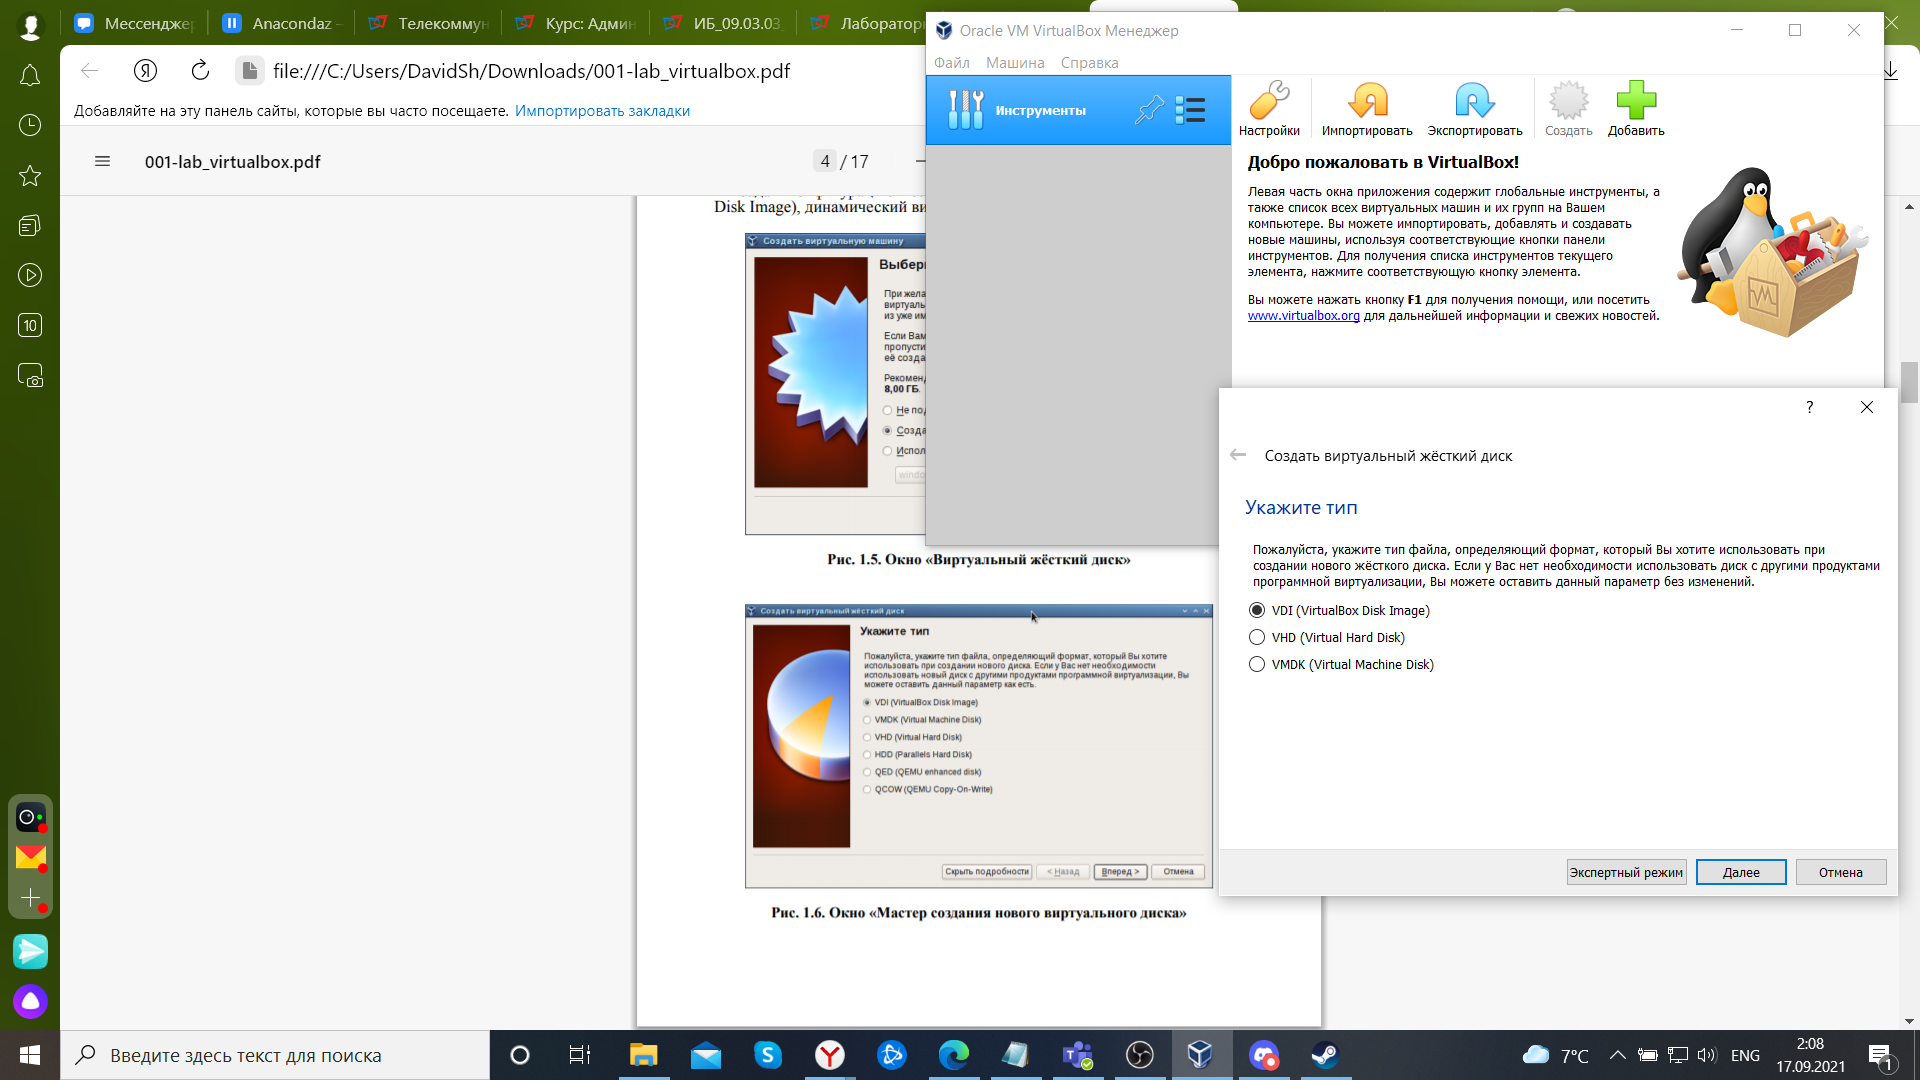 Мессендже
Anacondaz -
Телекоммун
Курс: Админ
ИБ_09.03.03
Лаборатор
file:///C:/Users/DavidSh/Downloads/001-lab_virtualbox.pdf
Добавляйте на эту панель сайты, которые вы часто посещаете. Импортировать закладки
001-lab_virtualbox.pdf
4 / 17
10
Disk Image), динамический ви
Создать виртуальную машину
Выбери
При жела
виртуаль
из уже им
Если Вам
пропусти
её созда
Рекоменд
8,00 ГБ.
Не под
Созда
Испол
windo
Рис. 1.5. Окно «Виртуальный жёсткий диск»
Создать виртуальный жёсткий диск
Укажите тип
Пожалуйста, укажите тип файла, определяющий формат, который Вы хотите
использовать при создании нового диска. Если у Вас нет необходимости
использовать новый диск с другими продуктами программной виртуализации, Вы
можете оставить данный параметр как есть.
VDI (VirtualBox Disk Image)
VMDK (Virtual Machine Disk)
VHD (Virtual Hard Disk)
HDD (Parallels Hard Disk)
QED (QEMU enhanced disk)
QCOW (QEMU Copy-On-Write)
Скрыть подробности
< Назад
Вперед >
Отмена
Рис. 1.6. Окно «Мастер создания нового виртуального диска»
Oracle VM VirtualBox Менеджер
Файл Машина Справка
Инструменты
Настройки
Импортировать
Экспортировать
Создать
Добавить
Добро пожаловать в VirtualBox!
Левая часть окна приложения содержит глобальные инструменты, а
также список всех виртуальных машин и их групп на Вашем
компьютере. Вы можете импортировать, добавлять и создавать
новые машины, используя соответствующие кнопки панели
инструментов. Для получения списка инструментов текущего
элемента, нажмите соответствующую кнопку элемента.
Вы можете нажать кнопку F1 для получения помощи, или посетить
www.virtualbox.org для дальнейшей информации и свежих новостей.
?
Создать виртуальный жёсткий диск
Укажите тип
Пожалуйста, укажите тип файла, определяющий формат, который Вы хотите использовать при
создании нового жёсткого диска. Если у Вас нет необходимости использовать диск с другими продуктами
программной виртуализации, Вы можете оставить данный параметр без изменений.
VDI (VirtualBox Disk Image)
VHD (Virtual Hard Disk)
VMDK (Virtual Machine Disk)
Экспертный режим
Далее
Отмена
Введите здесь текст для поиска
7°C
ENG
2:08
17.09.2021
1